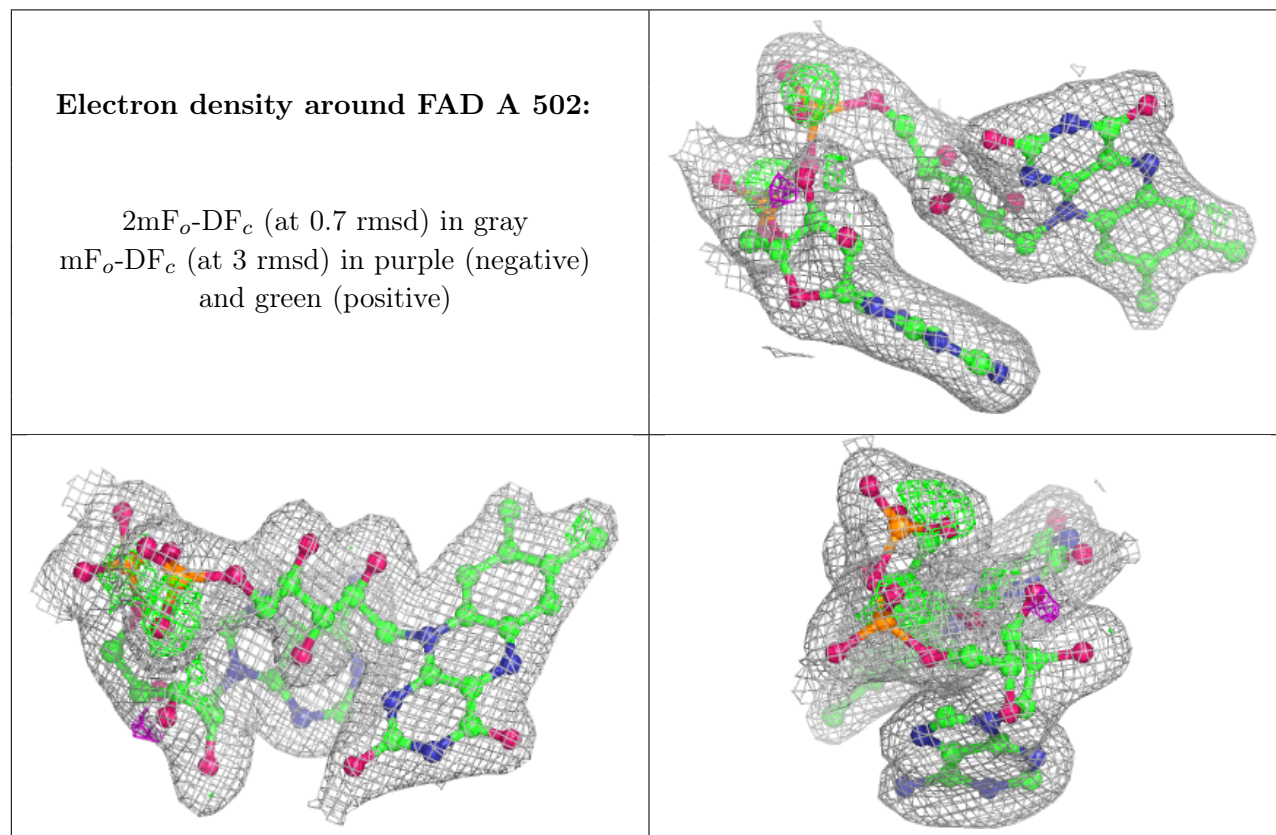 Electron density around FAD A 502:
2mFₒ-DF𝒸 (at 0.7 rmsd) in gray
mFₒ-DF𝒸 (at 3 rmsd) in purple (negative)
and green (positive)